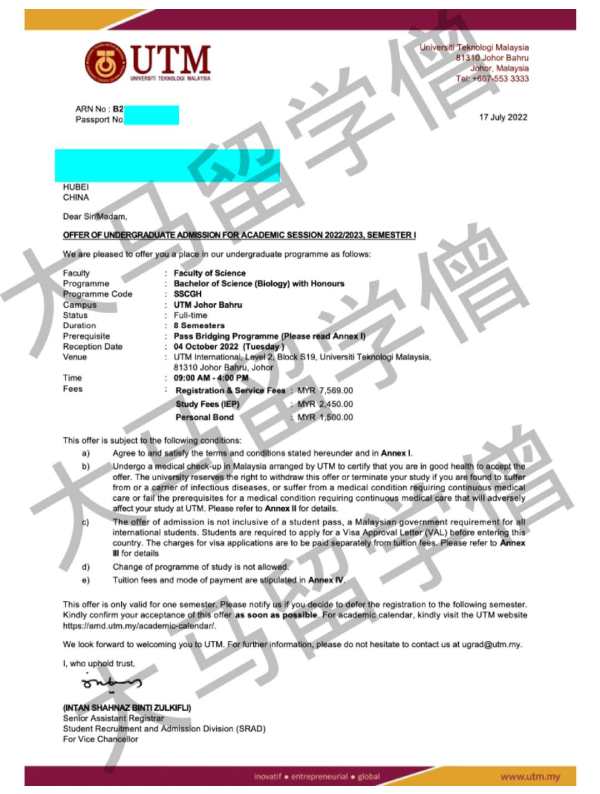 UTM
UNIVERSITI TEKNOLOGI MALAYSIA
Universiti Teknologi Malaysia
81310 Johor Bahru
Johor, Malaysia
Tel: +607-553 3333
ARN No : B2
Passport No
17 July 2022
HUBEI
CHINA
Dear Sir/Madam,
OFFER OF UNDERGRADUATE ADMISSION FOR ACADEMIC SESSION 2022/2023, SEMESTER I
We are pleased to offer you a place in our undergraduate programme as follows:
Faculty : Faculty of Science
Programme : Bachelor of Science (Biology) with Honours
Programme Code : SSCGH
Campus : UTM Johor Bahru
Status : Full-time
Duration : 8 Semesters
Prerequisite : Pass Bridging Programme (Please read Annex I)
Reception Date : 04 October 2022 (Tuesday )
Venue : UTM International, Level 2, Block S19, Universiti Teknologi Malaysia,
81310 Johor Bahru, Johor
Time : 09:00 AM - 4:00 PM
Fees : Registration & Service Fees : MYR 7,569.00
Study Fees (IEP) : MYR 2,450.00
Personal Bond : MYR 1,500.00
This offer is subject to the following conditions:
a) Agree to and satisfy the terms and conditions stated hereunder and in Annex I.
b) Undergo a medical check-up in Malaysia arranged by UTM to certify that you are in good health to accept the
offer. The university reserves the right to withdraw this offer or terminate your study if you are found to suffer
from or a carrier of infectious diseases, or suffer from a medical condition requiring continuous medical
care or fail the prerequisites for a medical condition requiring continuous medical care that will adversely
affect your study at UTM. Please refer to Annex II for details.
c) The offer of admission is not inclusive of a student pass, a Malaysian government requirement for all
international students. Students are required to apply for a Visa Approval Letter (VAL) before entering this
country. The charges for visa applications are to be paid separately from tuition fees. Please refer to Annex
III for details
d) Change of programme of study is not allowed.
e) Tuition fees and mode of payment are stipulated in Annex IV.
This offer is only valid for one semester. Please notify us if you decide to defer the registration to the following semester.
Kindly confirm your acceptance of this offer as soon as possible. For academic calendar, kindly visit the UTM website
https://amd.utm.my/academic-calendar/.
We look forward to welcoming you to UTM. For further information, please do not hesitate to contact us at ugrad@utm.my.
I, who uphold trust,
(INTAN SHAHNAZ BINTI ZULKIFLI)
Senior Assistant Registrar
Student Recruitment and Admission Division (SRAD)
For Vice Chancellor
inovatif ● entrepreneurial ● global
www.utm.my
大马留学僧
大马留学僧
大马留学僧